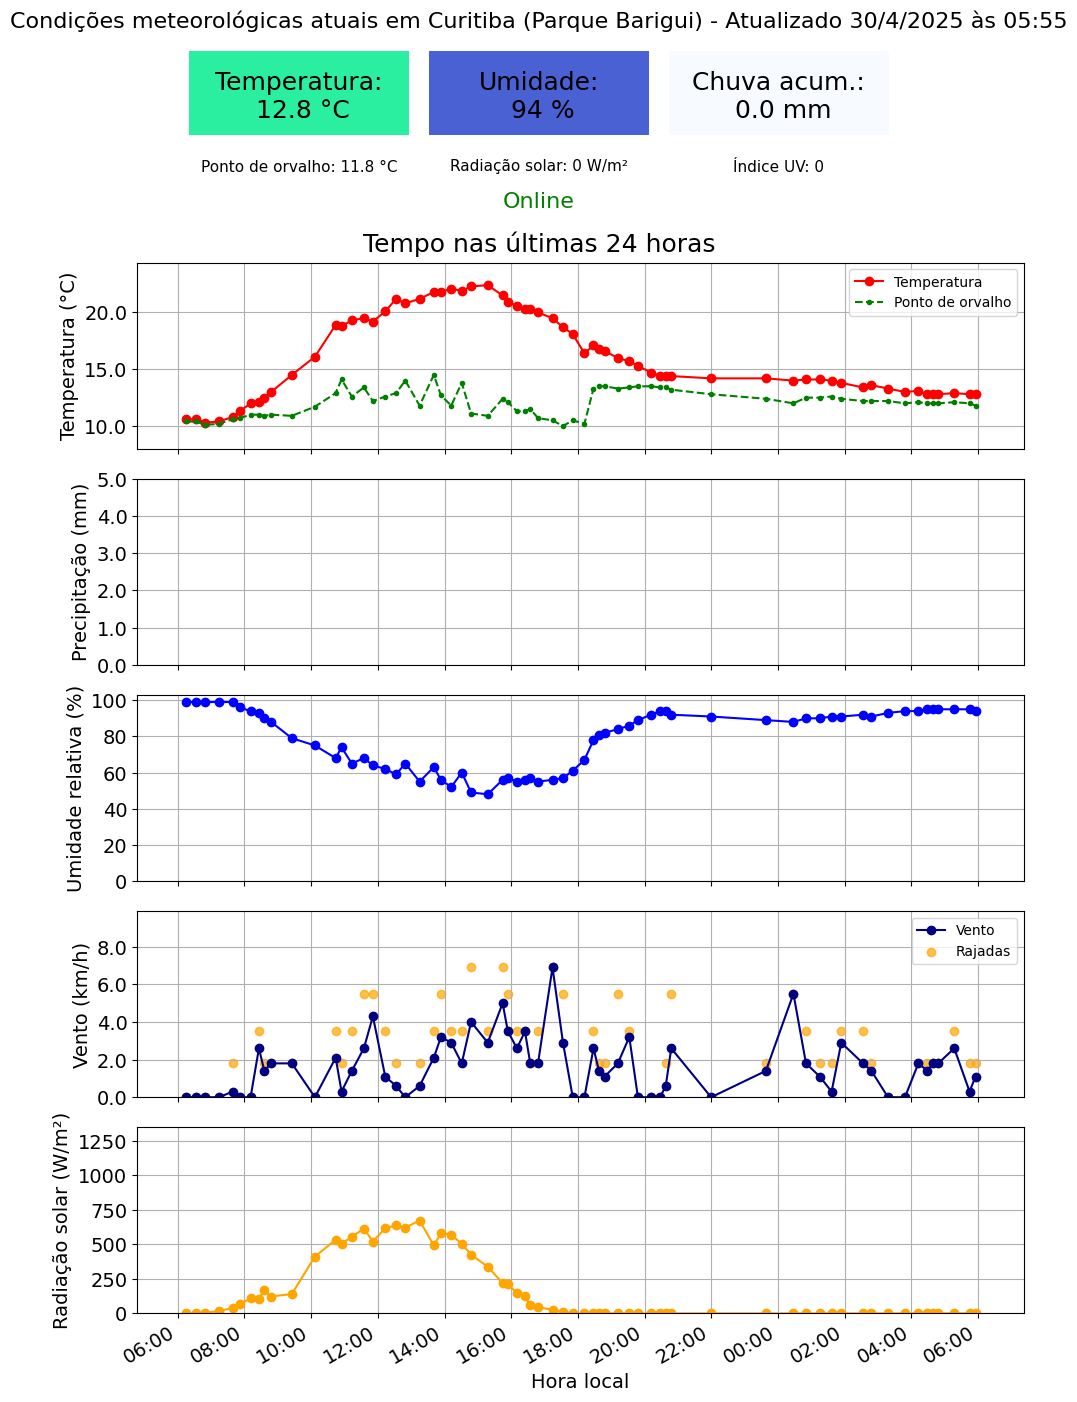 Condições meteorológicas atuais em Curitiba (Parque Barigui) - Atualizado 30/4/2025 às 05:55
Temperatura:
12.8 °C
Umidade:
94 %
Chuva acum.:
0.0 mm
Ponto de orvalho: 11.8 °C
Radiação solar: 0 W/m²
Índice UV: 0
Online
Tempo nas últimas 24 horas
Temperatura (°C)
20.0
15.0
10.0
Temperatura
Ponto de orvalho
Precipitação (mm)
5.0
4.0
3.0
2.0
1.0
0.0
Umidade relativa (%)
100
80
60
40
20
0
Vento (km/h)
8.0
6.0
4.0
2.0
0.0
Vento
Rajadas
Radiação solar (W/m²)
1250
1000
750
500
250
0
06:00
08:00
10:00
12:00
14:00
16:00
18:00
20:00
22:00
00:00
02:00
04:00
06:00
Hora local